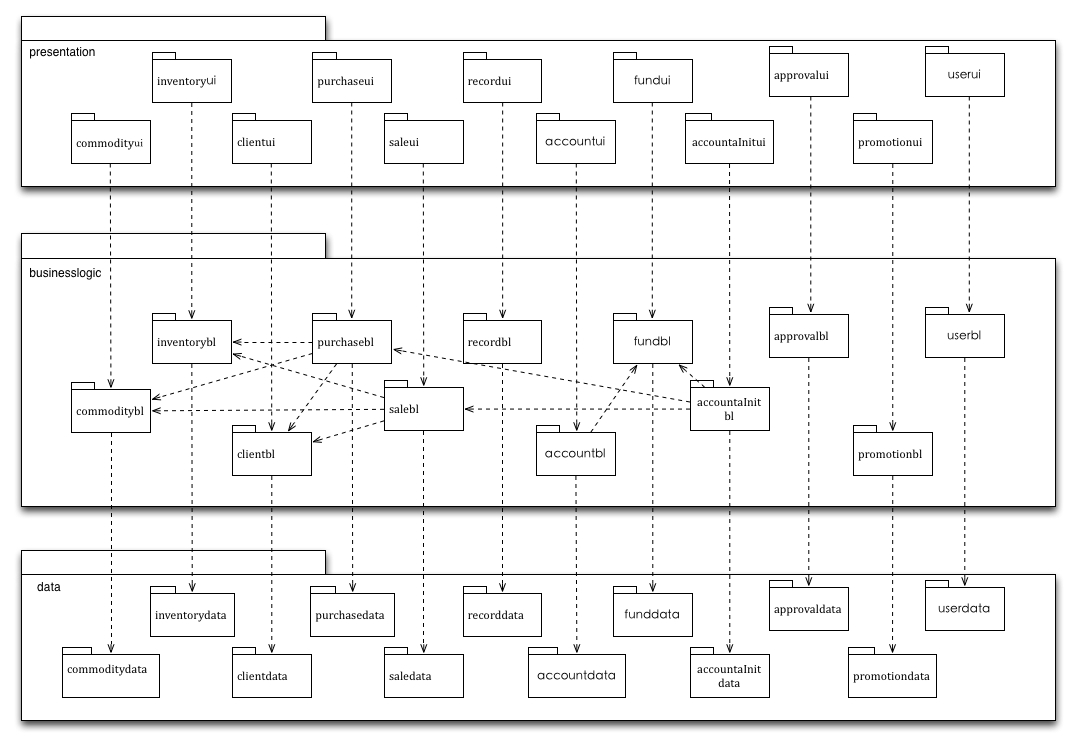 presentation
inventoryui
purchaseui
recordui
fundui
approvalui
userui
commodityui
clientui
saleui
accountui
accountaInitui
promotionui
businesslogic
inventorybl
purchasebl
recordbl
fundbl
approvalbl
userbl
commoditybl
salebl
accountaInit
bl
clientbl
accountbl
promotionbl
data
inventorydata
purchasedata
recorddata
funddata
approvaldata
userdata
commoditydata
clientdata
saledata
accountdata
accountaInit
data
promotiondata